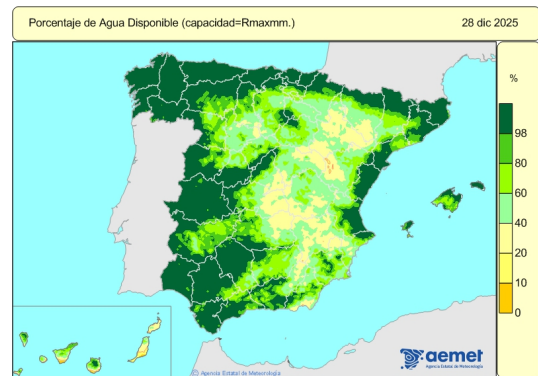 Porcentaje de Agua Disponible (capacidad=Rmaxmm.)
28 dic 2025
%
98
80
60
40
20
10
0
aemet
Agencia Estatal de Meteorología
© Agencia Estatal de Meteorología